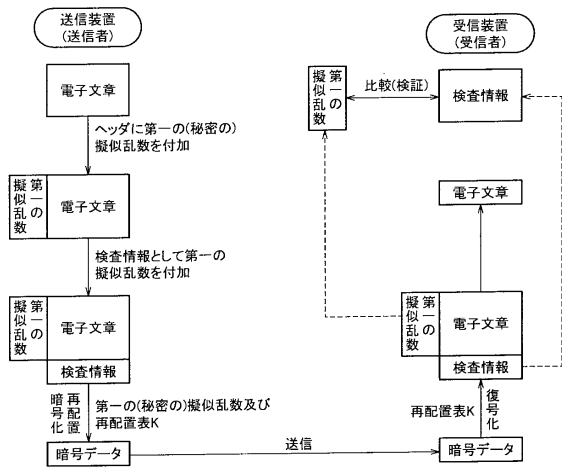 送信装置
(送信者)
電子文章
ヘッダに第一の(秘密の)
擬似乱数を付加
第一の
擬似乱数
電子文章
検査情報として第一の
擬似乱数を付加
第一の
擬似乱数
電子文章
検査情報
再配置
暗号化
第一の(秘密の)擬似乱数及び
再配置表K
暗号データ
送信
受信装置
(受信者)
第一の
擬似乱数
比較(検証)
検査情報
電子文章
第一の
擬似乱数
電子文章
検査情報
再配置表K
復号化
暗号データ